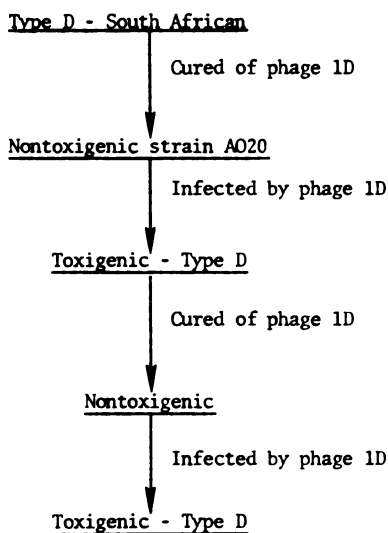 Type D - South African
Cured of phage 1D
Nontoxigenic strain AO20
Infected by phage 1D
Toxigenic - Type D
Cured of phage 1D
Nontoxigenic
Infected by phage 1D
Toxigenic - Type D